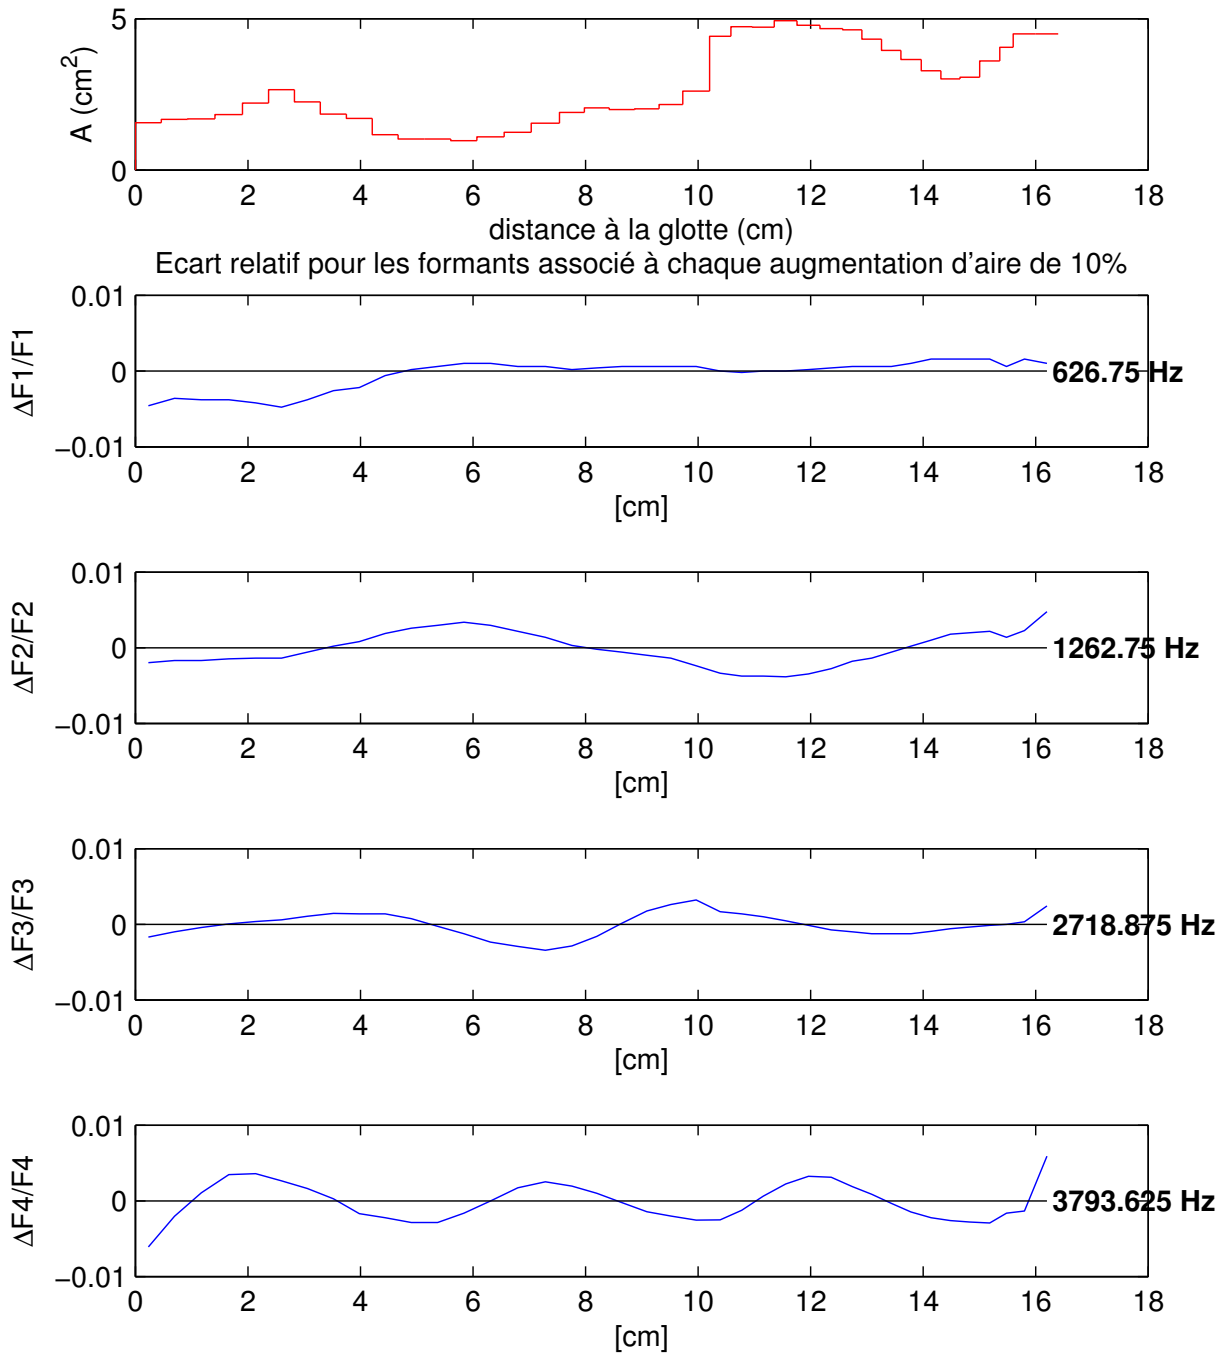 5
0
A (cm2)
0 2 4 6 8 10 12 14 16 18
distance à la glotte (cm)
Ecart relatif pour les formants associé à chaque augmentation d'aire de 10%
0.01
0
−0.01
ΔF1/F1
626.75 Hz
0 2 4 6 8 10 12 14 16 18
[cm]
0.01
0
−0.01
ΔF2/F2
1262.75 Hz
0 2 4 6 8 10 12 14 16 18
[cm]
0.01
0
−0.01
ΔF3/F3
2718.875 Hz
0 2 4 6 8 10 12 14 16 18
[cm]
0.01
0
−0.01
ΔF4/F4
3793.625 Hz
0 2 4 6 8 10 12 14 16 18
[cm]